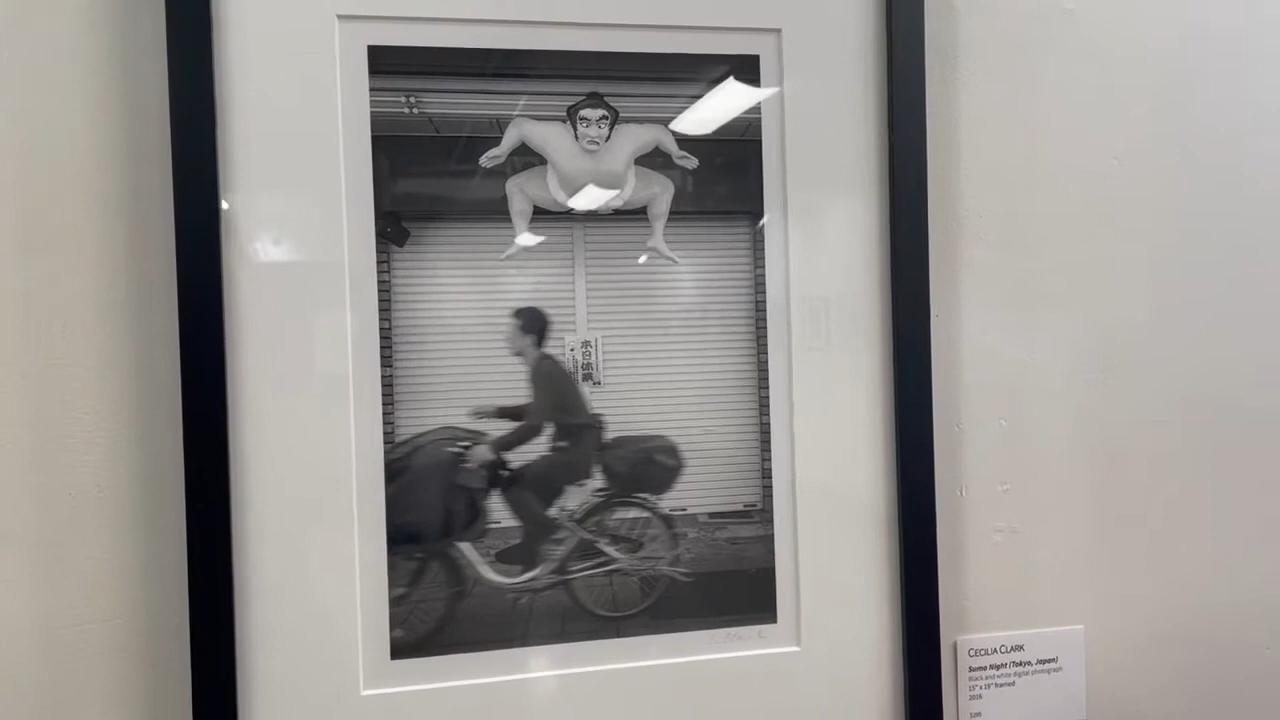 本日休業
CECILIA CLARK
Sumo Night (Tokyo, Japan)
Black and white digital photograph
15" x 19" framed
2016
$295